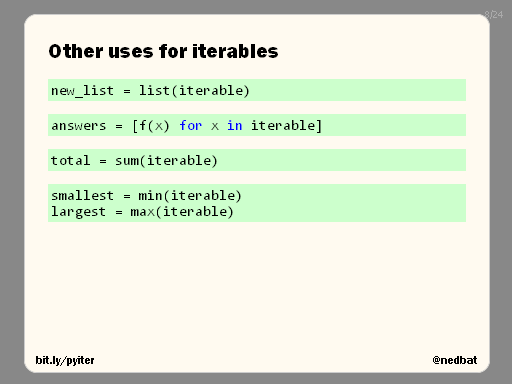 8/24
Other uses for iterables
new_list = list(iterable)
answers = [f(x) for x in iterable]
total = sum(iterable)
smallest = min(iterable)
largest = max(iterable)
bit.ly/pyiter
@nedbat